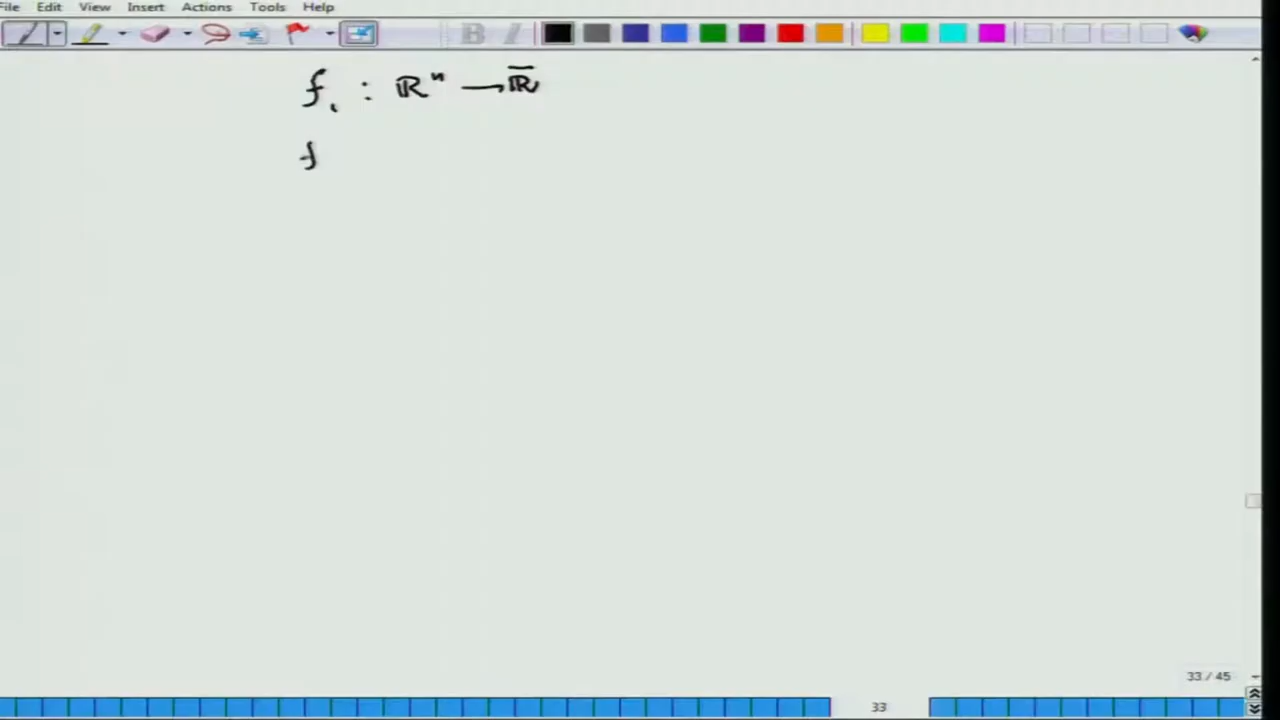 File Edit View Insert Actions Tools Help
B I
f₁ : ℝⁿ → ℝ̄
f
33 / 45
33